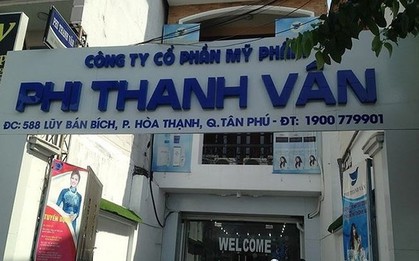 CÔNG TY CỔ PHẦN MỸ PHẨM
PHI THANH VÂN
ĐC: 588 LŨY BÁN BÍCH, P. HÒA THẠNH, Q. TÂN PHÚ - ĐT: 1900 779901
TUYỂN
WELCOME